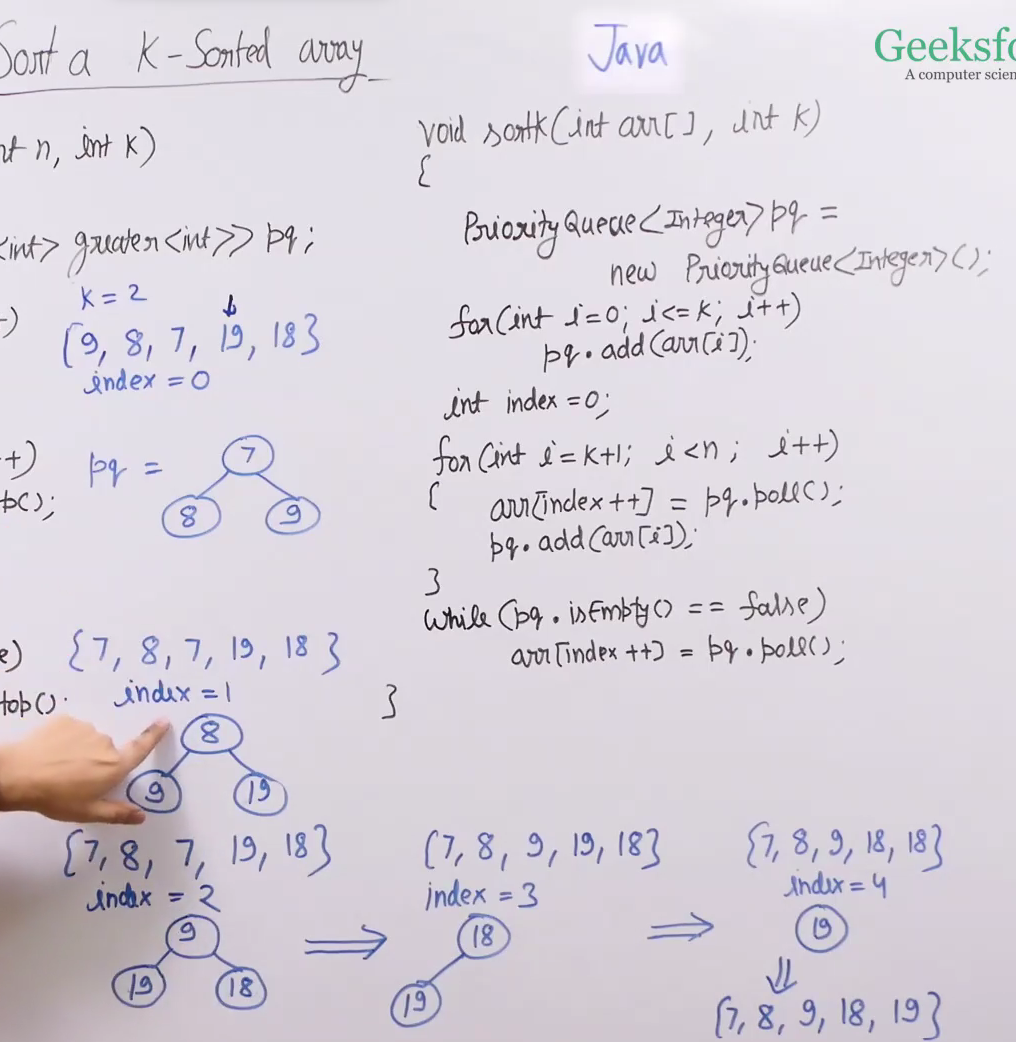 Sort a K-Sorted array
Java
Geeksfo
A computer scien
nt n, int K)
<int> greater<int>> pq;
K = 2
{9, 8, 7, 19, 18}
index = 0
+)
pq =
7
8 9
{7, 8, 7, 19, 18}
e)
top();
index = 1
8
9 19
{7, 8, 7, 19, 18}
index = 2
9
19 18
void sortk(int arr[], int K)
{
PriorityQueue<Integer> pq =
new PriorityQueue<Integer>();
for(int i=0; i<=K; i++)
pq.add(arr[i]);
int index = 0;
for(int i=K+1; i<n; i++)
{ arr[index++] = pq.poll();
pq.add(arr[i]);
}
while(pq.isEmpty() == false)
arr[index++] = pq.poll();
}
{7, 8, 9, 19, 18}
index = 3
18
19
{7, 8, 9, 18, 18}
index = 4
19
{7, 8, 9, 18, 19}